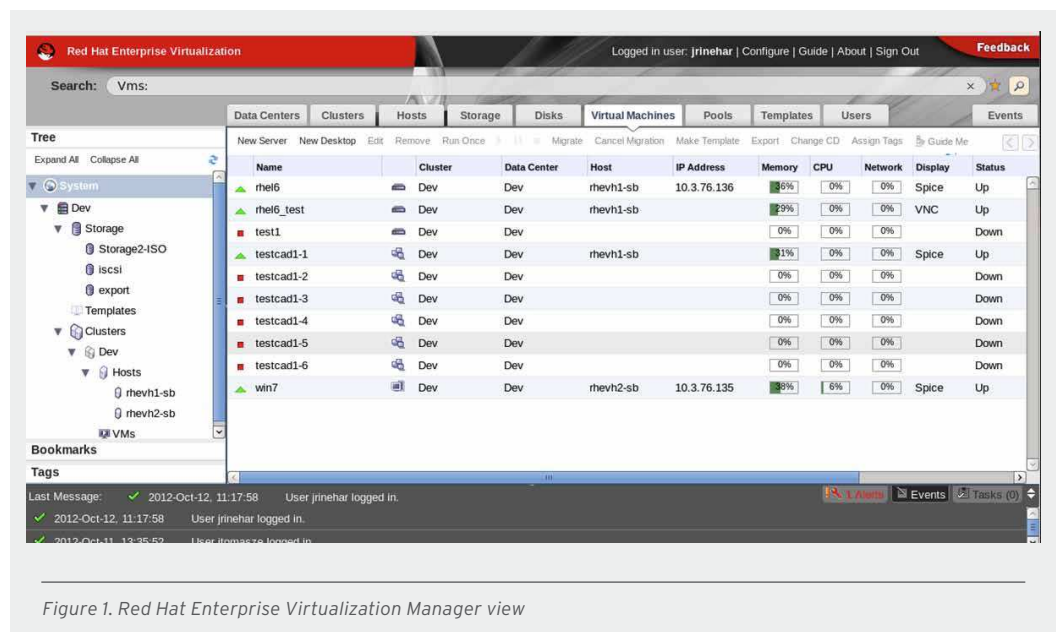 Red Hat Enterprise Virtualization
Logged in user: jrinehar | Configure | Guide | About | Sign Out
Feedback
Search: Vms:
Data Centers Clusters Hosts Storage Disks Virtual Machines Pools Templates Users Events
Tree
New Server New Desktop Edit Remove Run Once Migrate Cancel Migration Make Template Export Change CD Assign Tags Guide Me
Expand All Collapse All
Name Cluster Data Center Host IP Address Memory CPU Network Display Status
System
Dev
Storage
Storage2-ISO
iscsi
export
Templates
Clusters
Dev
Hosts
rhevh1-sb
rhevh2-sb
VMs
rhel6 Dev Dev rhevh1-sb 10.3.76.136 36% 0% 0% Spice Up
rhel6_test Dev Dev rhevh1-sb 29% 0% 0% VNC Up
test1 Dev Dev 0% 0% 0% Down
testcad1-1 Dev Dev rhevh1-sb 31% 0% 0% Spice Up
testcad1-2 Dev Dev 0% 0% 0% Down
testcad1-3 Dev Dev 0% 0% 0% Down
testcad1-4 Dev Dev 0% 0% 0% Down
testcad1-5 Dev Dev 0% 0% 0% Down
testcad1-6 Dev Dev 0% 0% 0% Down
win7 Dev Dev rhevh2-sb 10.3.76.135 38% 6% 0% Spice Up
Bookmarks
Tags
Last Message: 2012-Oct-12, 11:17:58 User jrinehar logged in.
1 Alerts Events Tasks (0)
2012-Oct-12, 11:17:58 User jrinehar logged in.
2012-Oct-11, 13:35:52 User jtomasze logged in.
Figure 1. Red Hat Enterprise Virtualization Manager view